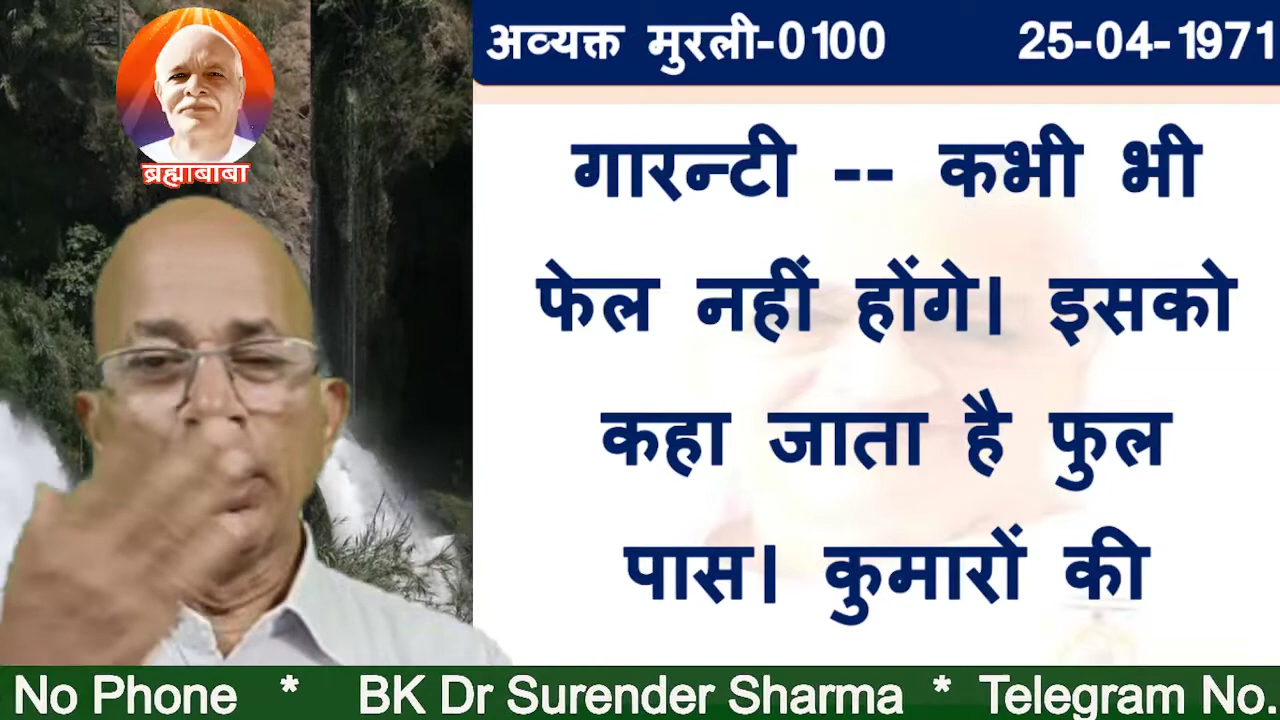 अव्यक्त मुरली-0100 25-04-1971
ब्रह्माबाबा
गारन्टी -- कभी भी
फेल नहीं होंगे। इसको
कहा जाता है फुल
पास। कुमारों की
No Phone * BK Dr Surender Sharma * Telegram No.